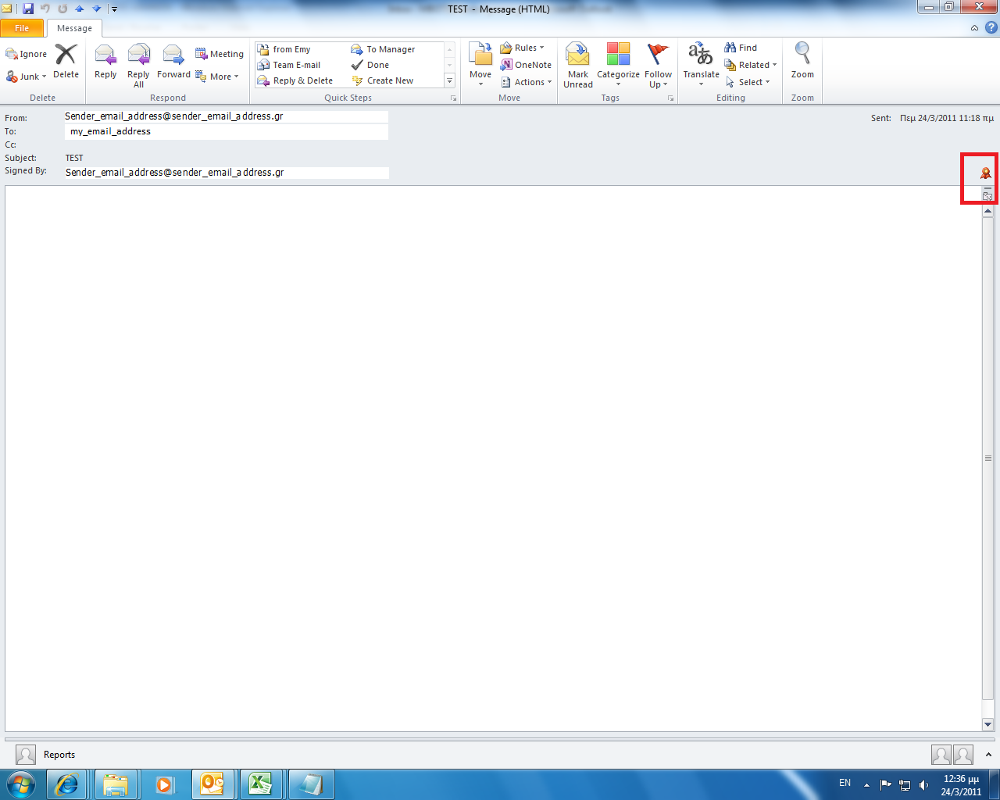 TEST - Message (HTML)
File
Message
Ignore
Junk
Delete
Delete
Reply
Reply All
Forward
Meeting
More
Respond
from Emy
Team E-mail
Reply & Delete
To Manager
Done
Create New
Quick Steps
Move
Rules
OneNote
Actions
Move
Mark Unread
Categorize
Follow Up
Tags
Translate
Find
Related
Select
Editing
Zoom
Zoom
From: Sender_email_address@sender_email_address.gr
Sent: Πεμ 24/3/2011 11:18 πμ
To: my_email_address
Cc:
Subject: TEST
Signed By: Sender_email_address@sender_email_address.gr
Reports
EN
12:36 μμ
24/3/2011